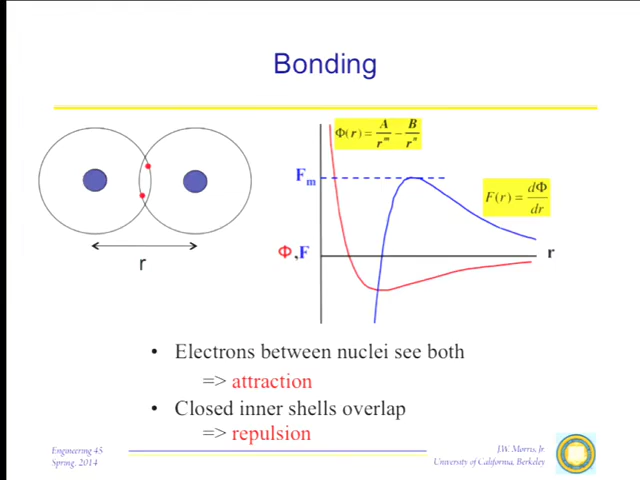 Bonding
Φ(r) = A/r^m − B/r^n
F_m
F(r) = dΦ/dr
Φ,F
r
r
• Electrons between nuclei see both
=> attraction
• Closed inner shells overlap
=> repulsion
Engineering 45
Spring, 2014
J.W. Morris, Jr.
University of California, Berkeley